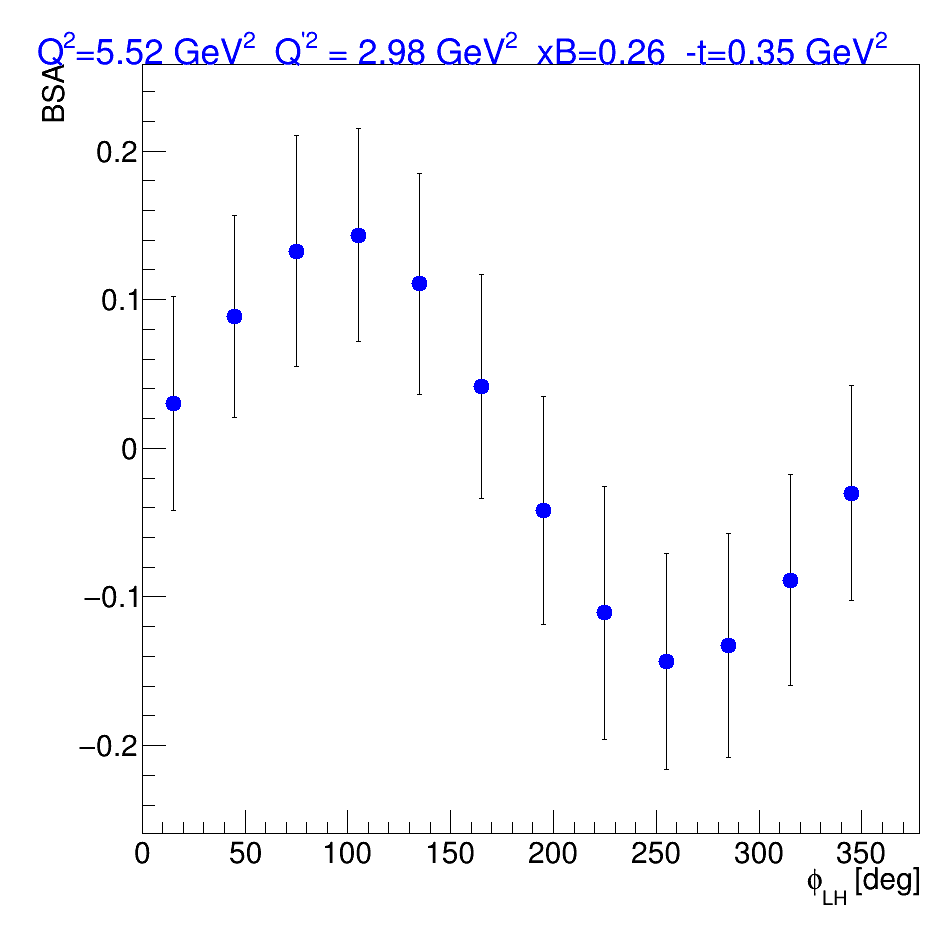 Q²=5.52 GeV² Q'² = 2.98 GeV² xB=0.26 -t=0.35 GeV²
BSA
0.2
0.1
0
−0.1
−0.2
0 50 100 150 200 250 300 350
ϕLH [deg]